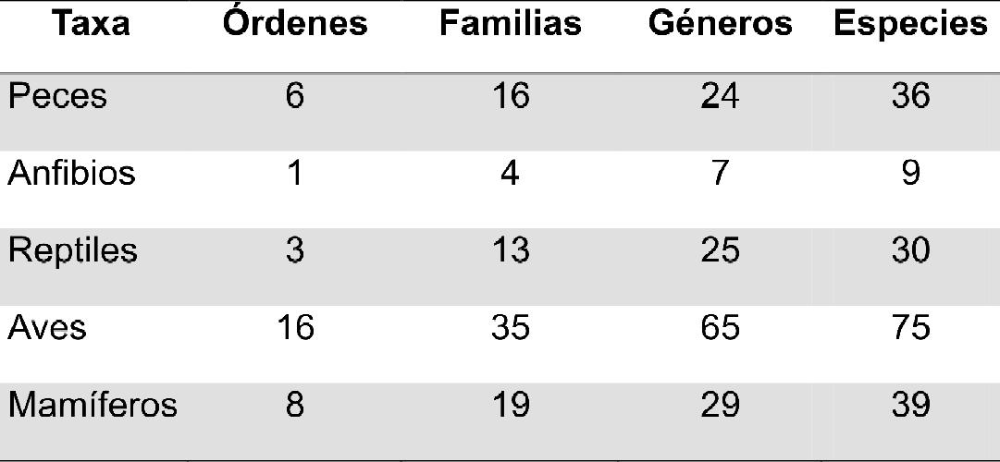 Taxa Órdenes Familias Géneros Especies
Peces 6 16 24 36
Anfibios 1 4 7 9
Reptiles 3 13 25 30
Aves 16 35 65 75
Mamíferos 8 19 29 39